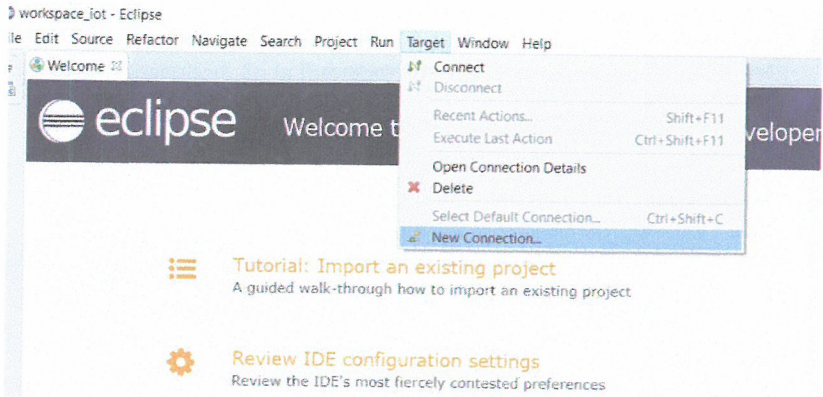 workspace_iot - Eclipse
le Edit Source Refactor Navigate Search Project Run Target Window Help
Welcome
Connect
Disconnect
eclipse Welcome t veloper
Recent Actions... Shift+F11
Execute Last Action Ctrl+Shift+F11
Open Connection Details
Delete
Select Default Connection... Ctrl+Shift+C
New Connection...
Tutorial: Import an existing project
A guided walk-through how to import an existing project
Review IDE configuration settings
Review the IDE's most fiercely contested preferences